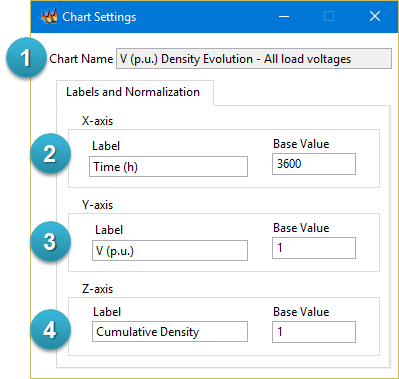 Chart Settings
1 Chart Name V (p.u.) Density Evolution - All load voltages
Labels and Normalization
X-axis
Label Base Value
2 Time (h) 3600
Y-axis
Label Base Value
3 V (p.u.) 1
Z-axis
Label Base Value
4 Cumulative Density 1